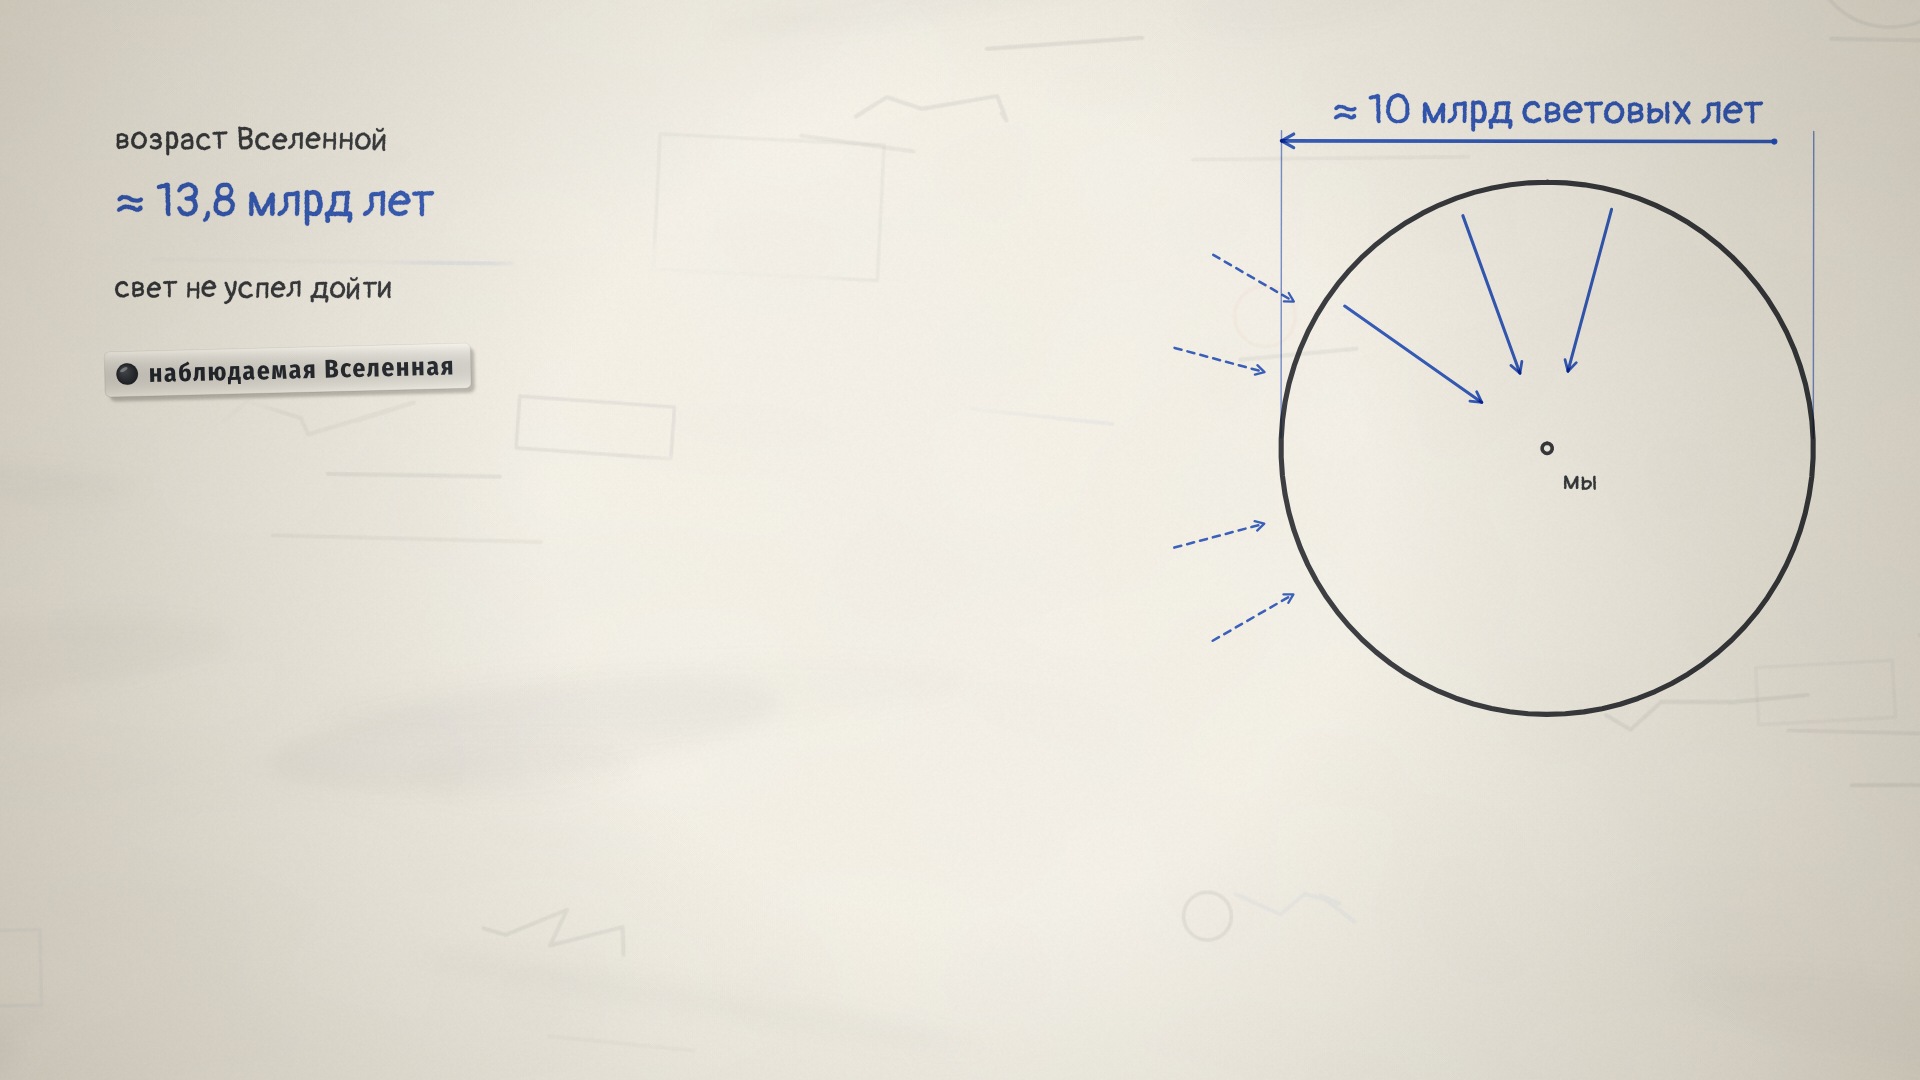 возраст Вселенной
≈ 13,8 млрд лет
свет не успел дойти
наблюдаемая Вселенная
≈ 10 млрд световых лет
мы